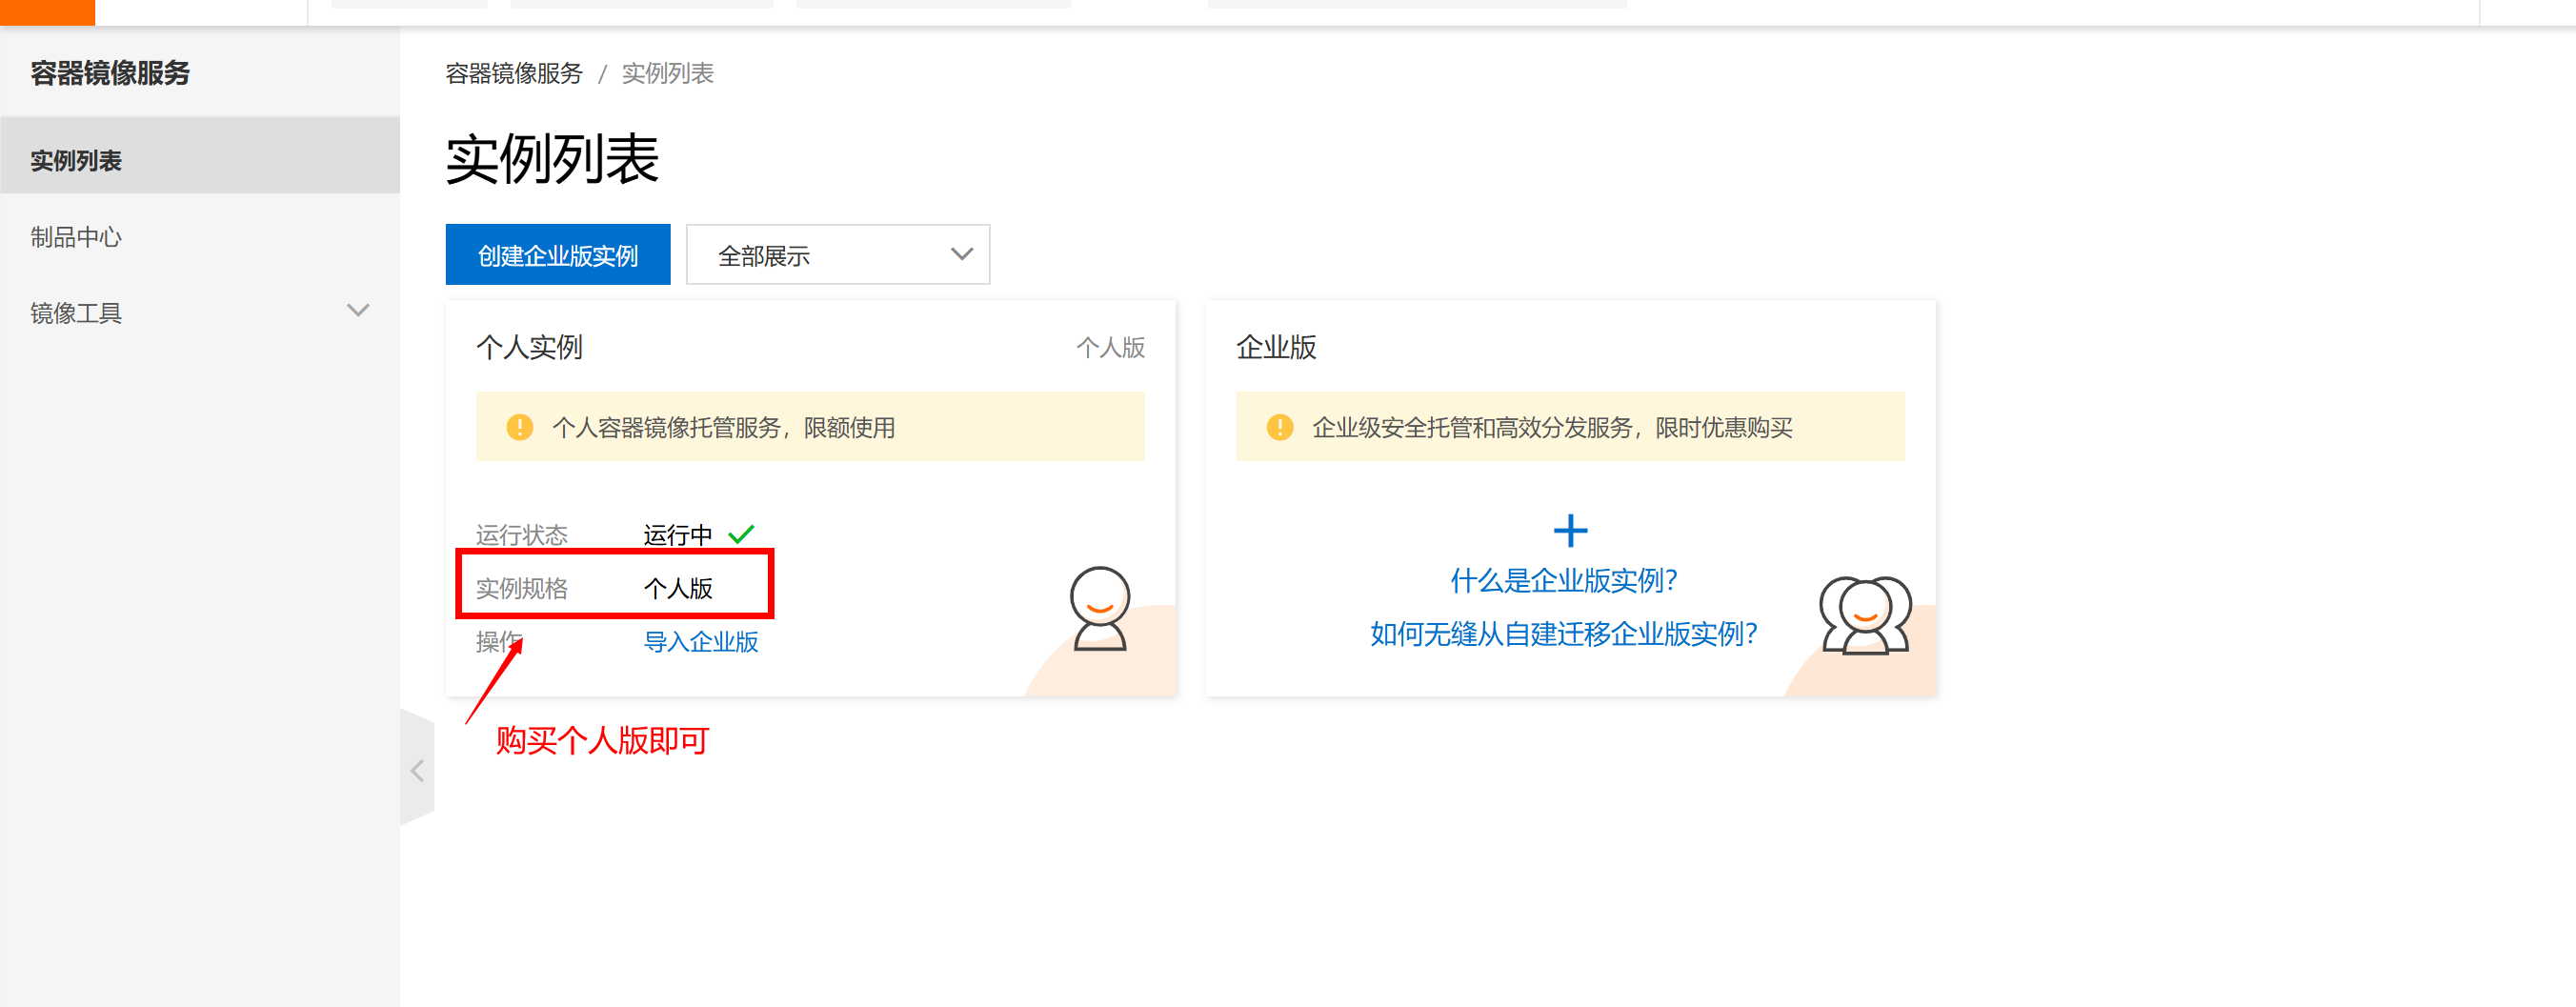 容器镜像服务
实例列表
制品中心
镜像工具
容器镜像服务 / 实例列表
实例列表
创建企业版实例 全部展示
个人实例 个人版
个人容器镜像托管服务，限额使用
运行状态 运行中
实例规格 个人版
操作 导入企业版
购买个人版即可
企业版
企业级安全托管和高效分发服务，限时优惠购买
什么是企业版实例？
如何无缝从自建迁移企业版实例？